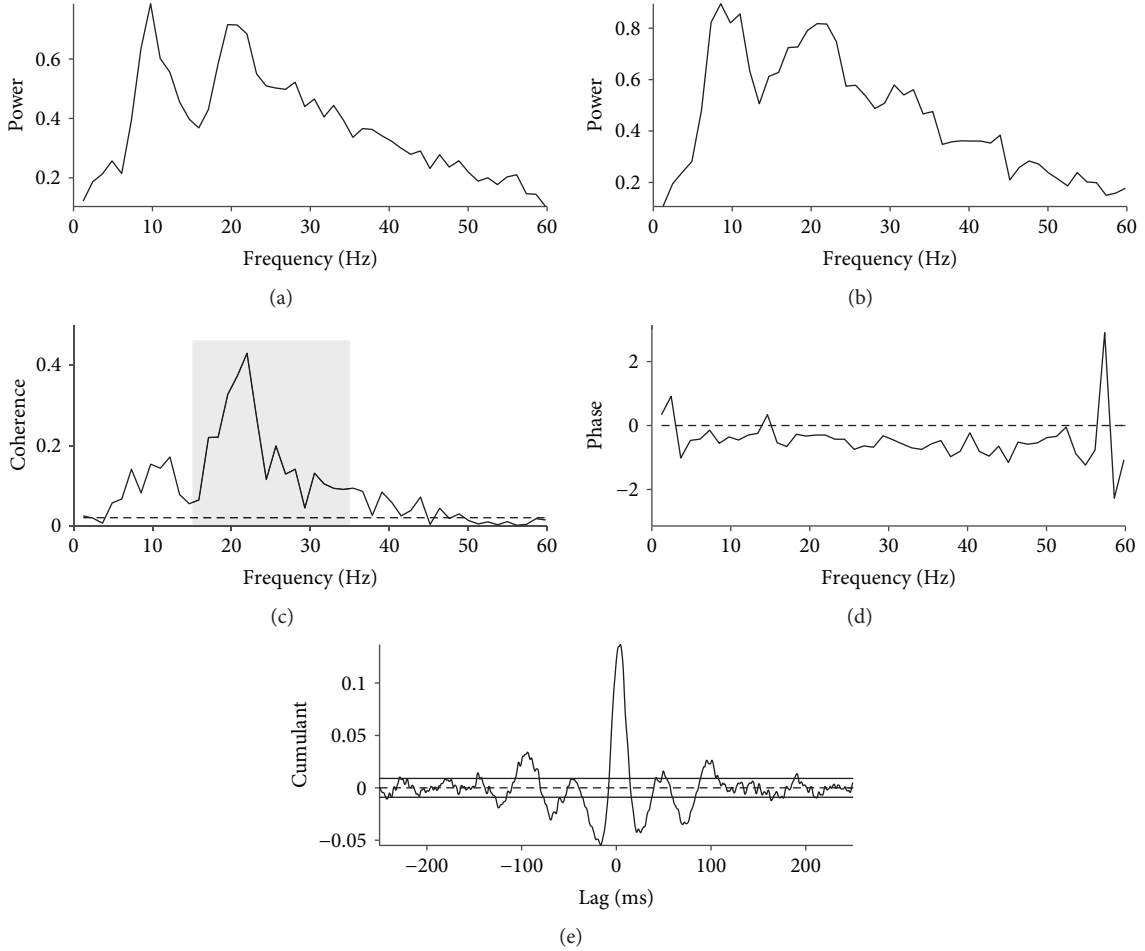 Power
0.6
0.4
0.2
0 10 20 30 40 50 60
Frequency (Hz)
(a)
Power
0.8
0.6
0.4
0.2
0 10 20 30 40 50 60
Frequency (Hz)
(b)
Coherence
0.4
0.2
0
0 10 20 30 40 50 60
Frequency (Hz)
(c)
Phase
2
0
−2
0 10 20 30 40 50 60
Frequency (Hz)
(d)
Cumulant
0.1
0.05
0
−0.05
−200 −100 0 100 200
Lag (ms)
(e)